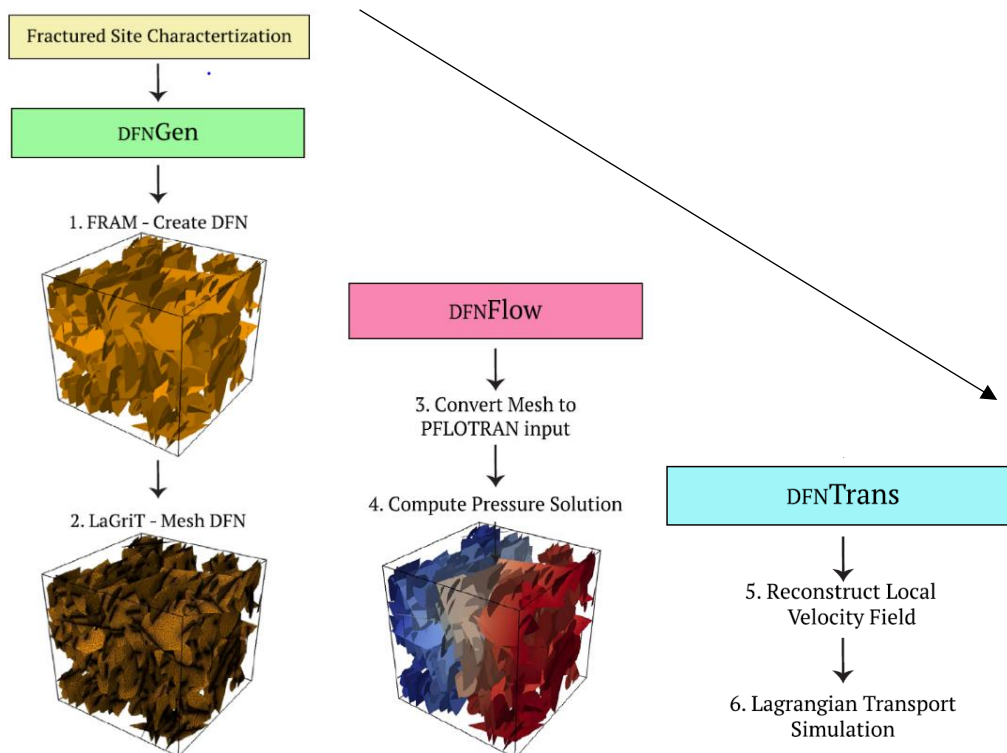 Fractured Site Charactertization
DFNGen
1. FRAM - Create DFN
2. LaGriT - Mesh DFN
DFNFlow
3. Convert Mesh to
PFLOTRAN input
4. Compute Pressure Solution
DFNTrans
5. Reconstruct Local
Velocity Field
6. Lagrangian Transport
Simulation